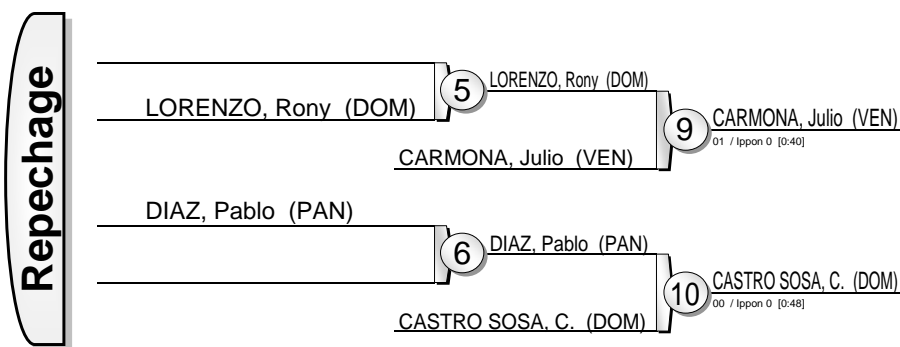 Repechage
5
LORENZO, Rony (DOM)
LORENZO, Rony (DOM)
9
CARMONA, Julio (VEN)
01 / Ippon 0 [0:40]
CARMONA, Julio (VEN)
DIAZ, Pablo (PAN)
6
DIAZ, Pablo (PAN)
10
CASTRO SOSA, C. (DOM)
00 / Ippon 0 [0:48]
CASTRO SOSA, C. (DOM)